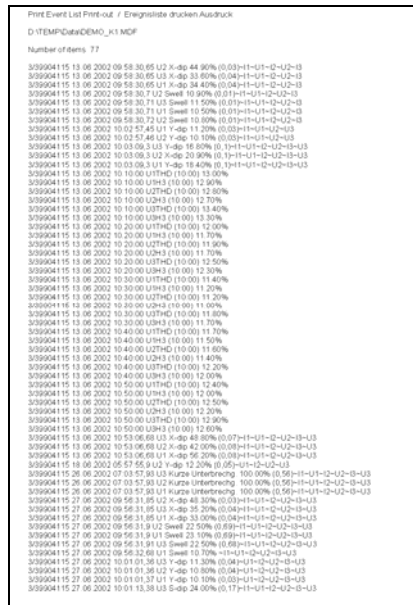 Print Event List Print-out / Ereignisliste drucken Ausdruck
D:\TEMP\Data\DEMO_K1.MDF
Number of items 77
3/39904115 13.06.2002 09:58:30,65 U2 X-dip 44.90% (0,03)~I1~U1~I2~U2~I3
3/39904115 13.06.2002 09:58:30,65 U3 X-dip 33.60% (0,04)~I1~U1~I2~U2~I3
3/39904115 13.06.2002 09:58:30,65 U1 X-dip 34.40% (0,04)~I1~U1~I2~U2~I3
3/39904115 13.06.2002 09:58:30,7 U2 Swell 10.90% (0,01)~I1~U1~I2~U2~I3
3/39904115 13.06.2002 09:58:30,71 U3 Swell 11.50% (0,01)~I1~U1~I2~U2~I3
3/39904115 13.06.2002 09:58:30,71 U1 Swell 10.50% (0,01)~I1~U1~I2~U2~I3
3/39904115 13.06.2002 09:58:30,72 U2 Swell 10.80% (0,01)~I1~U1~I2~U2~I3
3/39904115 13.06.2002 10:02:57,45 U1 Y-dip 11.20% (0,03)~I1~U1~U2~U3
3/39904115 13.06.2002 10:02:57,46 U2 Y-dip 10.10% (0,03)~I1~U1~U2~U3
3/39904115 13.06.2002 10:03:09,3 U3 Y-dip 16.80% (0,1)~I1~U1~I2~U2~I3~U3
3/39904115 13.06.2002 10:03:09,3 U2 X-dip 20.90% (0,1)~I1~U1~I2~U2~I3~U3
3/39904115 13.06.2002 10:03:09,3 U1 Y-dip 18.40% (0,1)~I1~U1~I2~U2~I3~U3
3/39904115 13.06.2002 10:10:00 U1THD (10:00) 13.00%
3/39904115 13.06.2002 10:10:00 U1H3 (10:00) 12.90%
3/39904115 13.06.2002 10:10:00 U2THD (10:00) 12.80%
3/39904115 13.06.2002 10:10:00 U2H3 (10:00) 12.70%
3/39904115 13.06.2002 10:10:00 U3THD (10:00) 13.40%
3/39904115 13.06.2002 10:10:00 U3H3 (10:00) 13.30%
3/39904115 13.06.2002 10:20:00 U1THD (10:00) 12.00%
3/39904115 13.06.2002 10:20:00 U1H3 (10:00) 11.70%
3/39904115 13.06.2002 10:20:00 U2THD (10:00) 11.90%
3/39904115 13.06.2002 10:20:00 U2H3 (10:00) 11.70%
3/39904115 13.06.2002 10:20:00 U3THD (10:00) 12.50%
3/39904115 13.06.2002 10:20:00 U3H3 (10:00) 12.30%
3/39904115 13.06.2002 10:30:00 U1THD (10:00) 11.40%
3/39904115 13.06.2002 10:30:00 U1H3 (10:00) 11.20%
3/39904115 13.06.2002 10:30:00 U2THD (10:00) 11.20%
3/39904115 13.06.2002 10:30:00 U2H3 (10:00) 11.00%
3/39904115 13.06.2002 10:30:00 U3THD (10:00) 11.80%
3/39904115 13.06.2002 10:30:00 U3H3 (10:00) 11.70%
3/39904115 13.06.2002 10:40:00 U1THD (10:00) 11.70%
3/39904115 13.06.2002 10:40:00 U1H3 (10:00) 11.50%
3/39904115 13.06.2002 10:40:00 U2THD (10:00) 11.60%
3/39904115 13.06.2002 10:40:00 U2H3 (10:00) 11.40%
3/39904115 13.06.2002 10:40:00 U3THD (10:00) 12.20%
3/39904115 13.06.2002 10:40:00 U3H3 (10:00) 12.00%
3/39904115 13.06.2002 10:50:00 U1THD (10:00) 12.40%
3/39904115 13.06.2002 10:50:00 U1H3 (10:00) 12.00%
3/39904115 13.06.2002 10:50:00 U2THD (10:00) 12.50%
3/39904115 13.06.2002 10:50:00 U2H3 (10:00) 12.20%
3/39904115 13.06.2002 10:50:00 U3THD (10:00) 12.90%
3/39904115 13.06.2002 10:50:00 U3H3 (10:00) 12.60%
3/39904115 13.06.2002 10:53:06,68 U3 X-dip 48.80% (0,07)~I1~U1~I2~U2~I3~U3
3/39904115 13.06.2002 10:53:06,68 U2 X-dip 42.00% (0,08)~I1~U1~I2~U2~I3~U3
3/39904115 13.06.2002 10:53:06,68 U1 X-dip 56.20% (0,08)~I1~U1~I2~U2~I3~U3
3/39904115 18.06.2002 05:57:55,9 U2 Y-dip 12.20% (0,05)~U1~I2~U2~U3
3/39904115 26.06.2002 07:03:57,93 U3 Kurze Unterbrechg. 100.00% (0,56)~I1~U1~I2~U2~I3~U3
3/39904115 26.06.2002 07:03:57,93 U2 Kurze Unterbrechg. 100.00% (0,56)~I1~U1~I2~U2~I3~U3
3/39904115 26.06.2002 07:03:57,93 U1 Kurze Unterbrechg. 100.00% (0,56)~I1~U1~I2~U2~I3~U3
3/39904115 27.06.2002 09:56:31,85 U2 X-dip 48.30% (0,03)~I1~U1~I2~U2~I3~U3
3/39904115 27.06.2002 09:56:31,85 U3 X-dip 35.20% (0,04)~I1~U1~I2~U2~I3~U3
3/39904115 27.06.2002 09:56:31,85 U1 X-dip 33.00% (0,04)~I1~U1~I2~U2~I3~U3
3/39904115 27.06.2002 09:56:31,9 U2 Swell 22.50% (0,69)~I1~U1~I2~U2~I3~U3
3/39904115 27.06.2002 09:56:31,9 U1 Swell 23.10% (0,69)~I1~U1~I2~U2~I3~U3
3/39904115 27.06.2002 09:56:31,91 U3 Swell 22.50% (0,68)~I1~U1~I2~U2~I3~U3
3/39904115 27.06.2002 09:56:32,68 U1 Swell 10.70% ~I1~U1~I2~U2~I3~U3
3/39904115 27.06.2002 10:01:01,36 U3 Y-dip 11.30% (0,04)~U1~I2~U2~I3~U3
3/39904115 27.06.2002 10:01:01,36 U2 Y-dip 10.80% (0,04)~U1~I2~U2~I3~U3
3/39904115 27.06.2002 10:01:01,37 U1 Y-dip 10.10% (0,03)~U1~I2~U2~I3~U3
3/39904115 27.06.2002 10:01:13,38 U3 S-dip 24.00% (0,17)~I1~U1~I2~U2~I3~U3